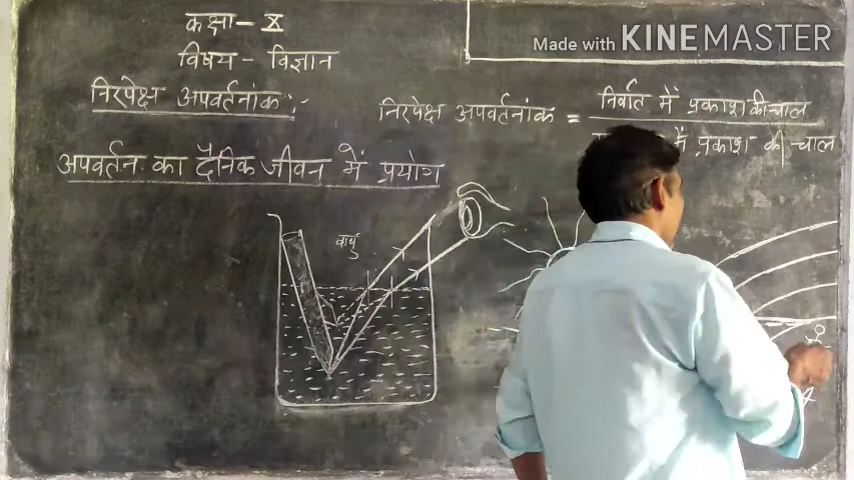 कक्षा - X
विषय - विज्ञान
Made with KINEMASTER
निरपेक्ष अपवर्तनांक :-
निरपेक्ष अपवर्तनांक = निर्वात में प्रकाश की चाल
में प्रकाश की चाल
अपवर्तन का दैनिक जीवन में प्रयोग
वायु